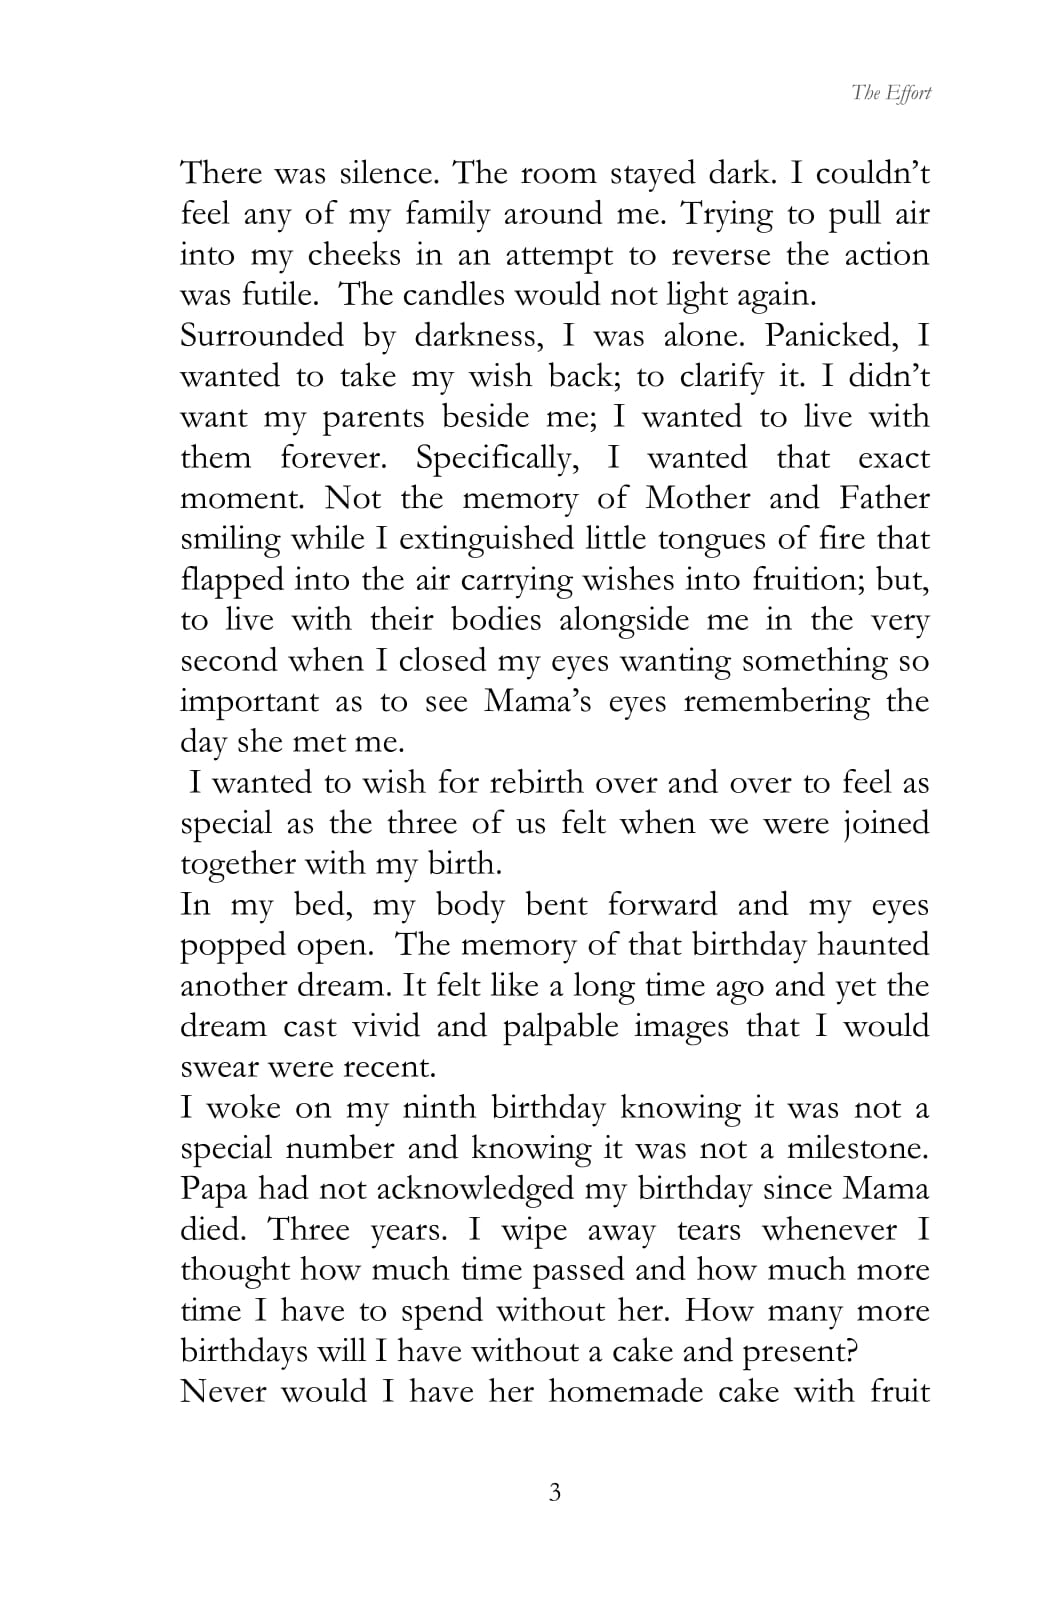 The Effort
There was silence. The room stayed dark. I couldn’t
feel any of my family around me. Trying to pull air
into my cheeks in an attempt to reverse the action
was futile.  The candles would not light again.
Surrounded by darkness, I was alone. Panicked, I
wanted to take my wish back; to clarify it. I didn’t
want my parents beside me; I wanted to live with
them forever. Specifically, I wanted that exact
moment. Not the memory of Mother and Father
smiling while I extinguished little tongues of fire that
flapped into the air carrying wishes into fruition; but,
to live with their bodies alongside me in the very
second when I closed my eyes wanting something so
important as to see Mama’s eyes remembering the
day she met me.
I wanted to wish for rebirth over and over to feel as
special as the three of us felt when we were joined
together with my birth.
In my bed, my body bent forward and my eyes
popped open.  The memory of that birthday haunted
another dream. It felt like a long time ago and yet the
dream cast vivid and palpable images that I would
swear were recent.
I woke on my ninth birthday knowing it was not a
special number and knowing it was not a milestone.
Papa had not acknowledged my birthday since Mama
died. Three years. I wipe away tears whenever I
thought how much time passed and how much more
time I have to spend without her. How many more
birthdays will I have without a cake and present?
Never would I have her homemade cake with fruit
3